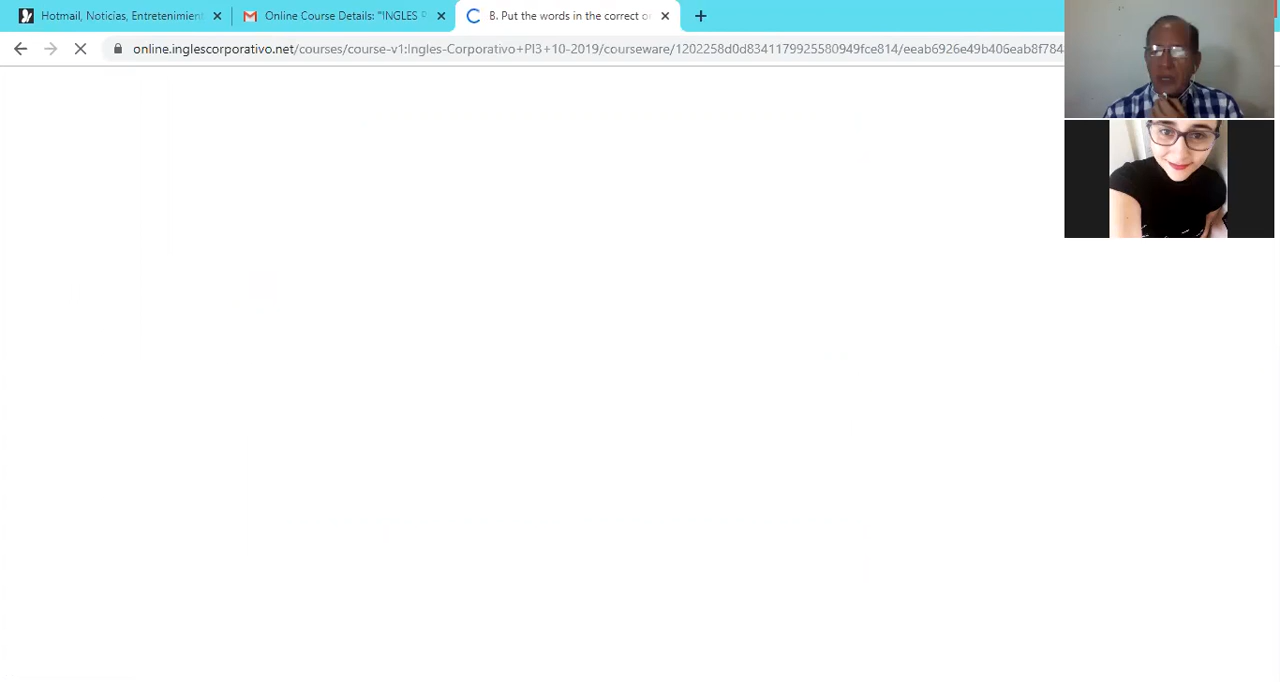 Hotmail, Noticias, Entretenimient
Online Course Details: "INGLES P
B. Put the words in the correct or
online.inglescorporativo.net/courses/course-v1:Ingles-Corporativo+PI3+10-2019/courseware/1202258d0d8341179925580949fce814/eeab6926e49b406eab8f784